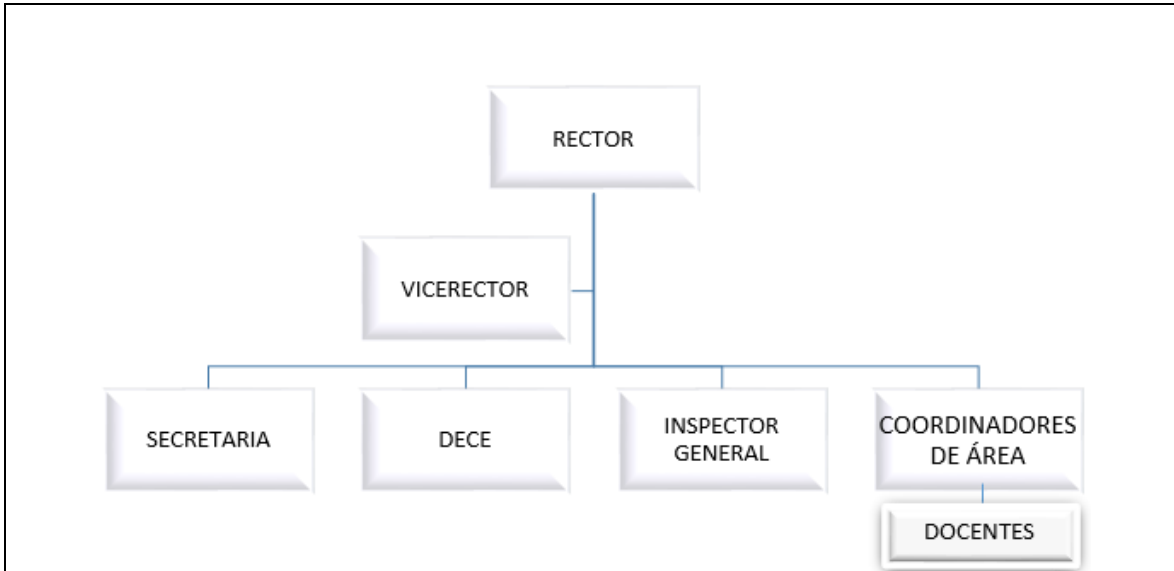 RECTOR
VICERECTOR
SECRETARIA
DECE
INSPECTOR
GENERAL
COORDINADORES
DE ÁREA
DOCENTES